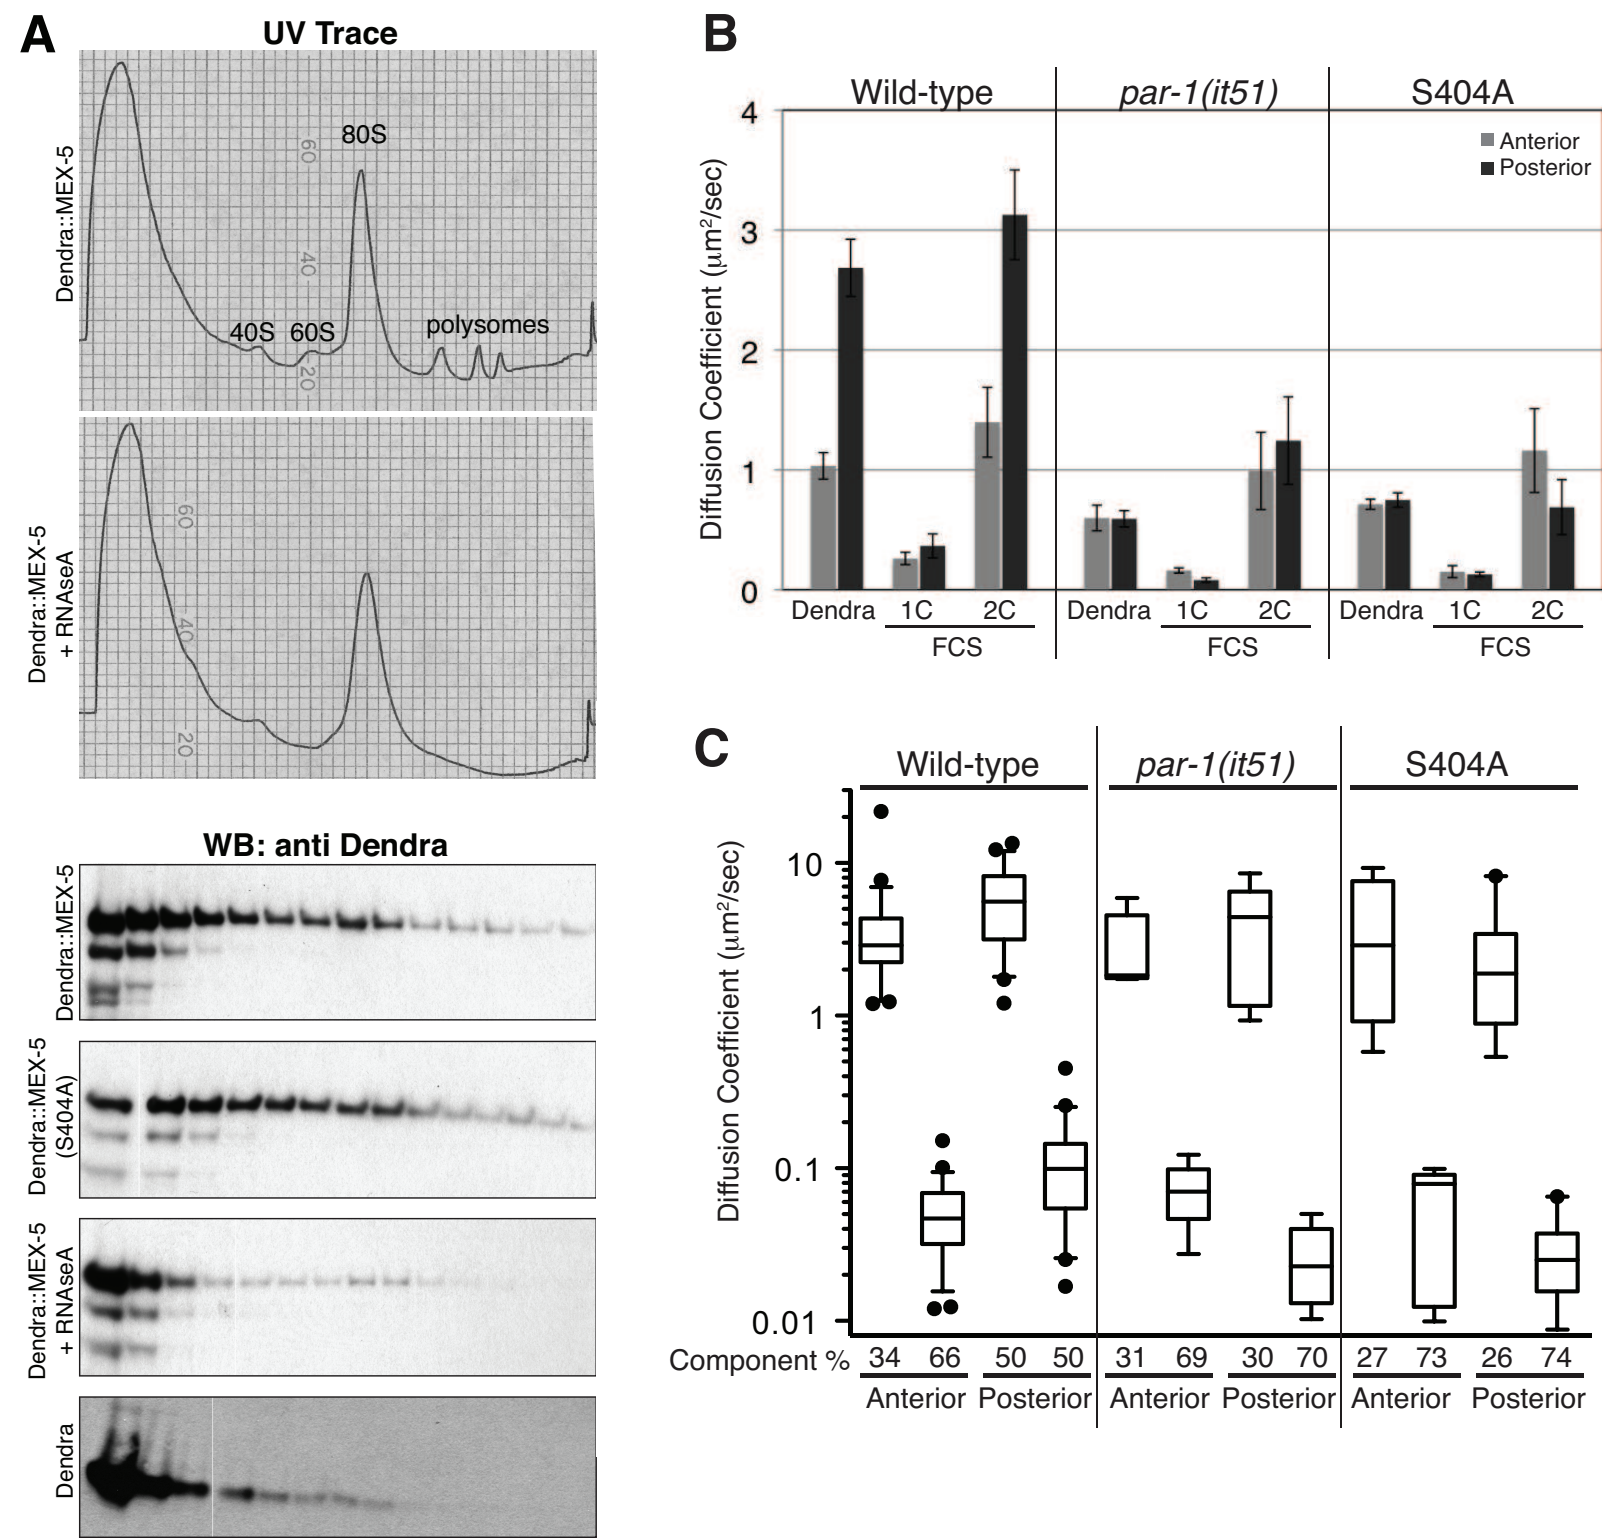 A
UV Trace
Dendra::MEX-5
60
40
20
80S
40S
60S
polysomes
Dendra::MEX-5
+ RNAseA
60
40
20
WB: anti Dendra
Dendra::MEX-5
Dendra::MEX-5
(S404A)
Dendra::MEX-5
+ RNAseA
Dendra
B
Wild-type par-1(it51) S404A
Diffusion Coefficient (μm²/sec)
4
3
2
1
0
Anterior
Posterior
Dendra 1C 2C Dendra 1C 2C Dendra 1C 2C
FCS FCS FCS
C
Wild-type par-1(it51) S404A
Diffusion Coefficient (μm²/sec)
10
1
0.1
0.01
Component % 34 66 50 50 31 69 30 70 27 73 26 74
Anterior Posterior Anterior Posterior Anterior Posterior